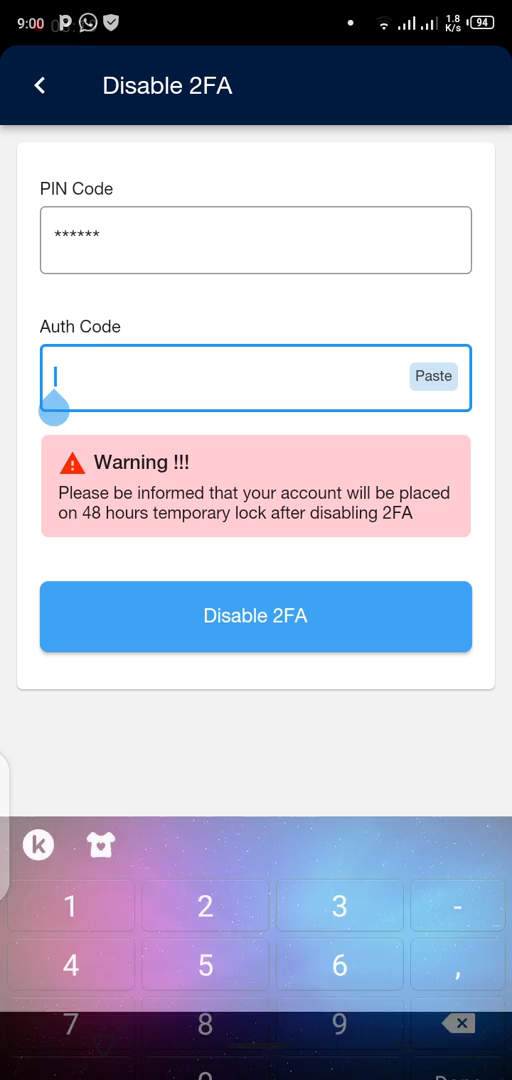 9:00 1.8 K/s 94
Disable 2FA
PIN Code
******
Auth Code
Paste
Warning !!!
Please be informed that your account will be placed
on 48 hours temporary lock after disabling 2FA
Disable 2FA
k
1 2 3 -
4 5 6 ,
7 8 9